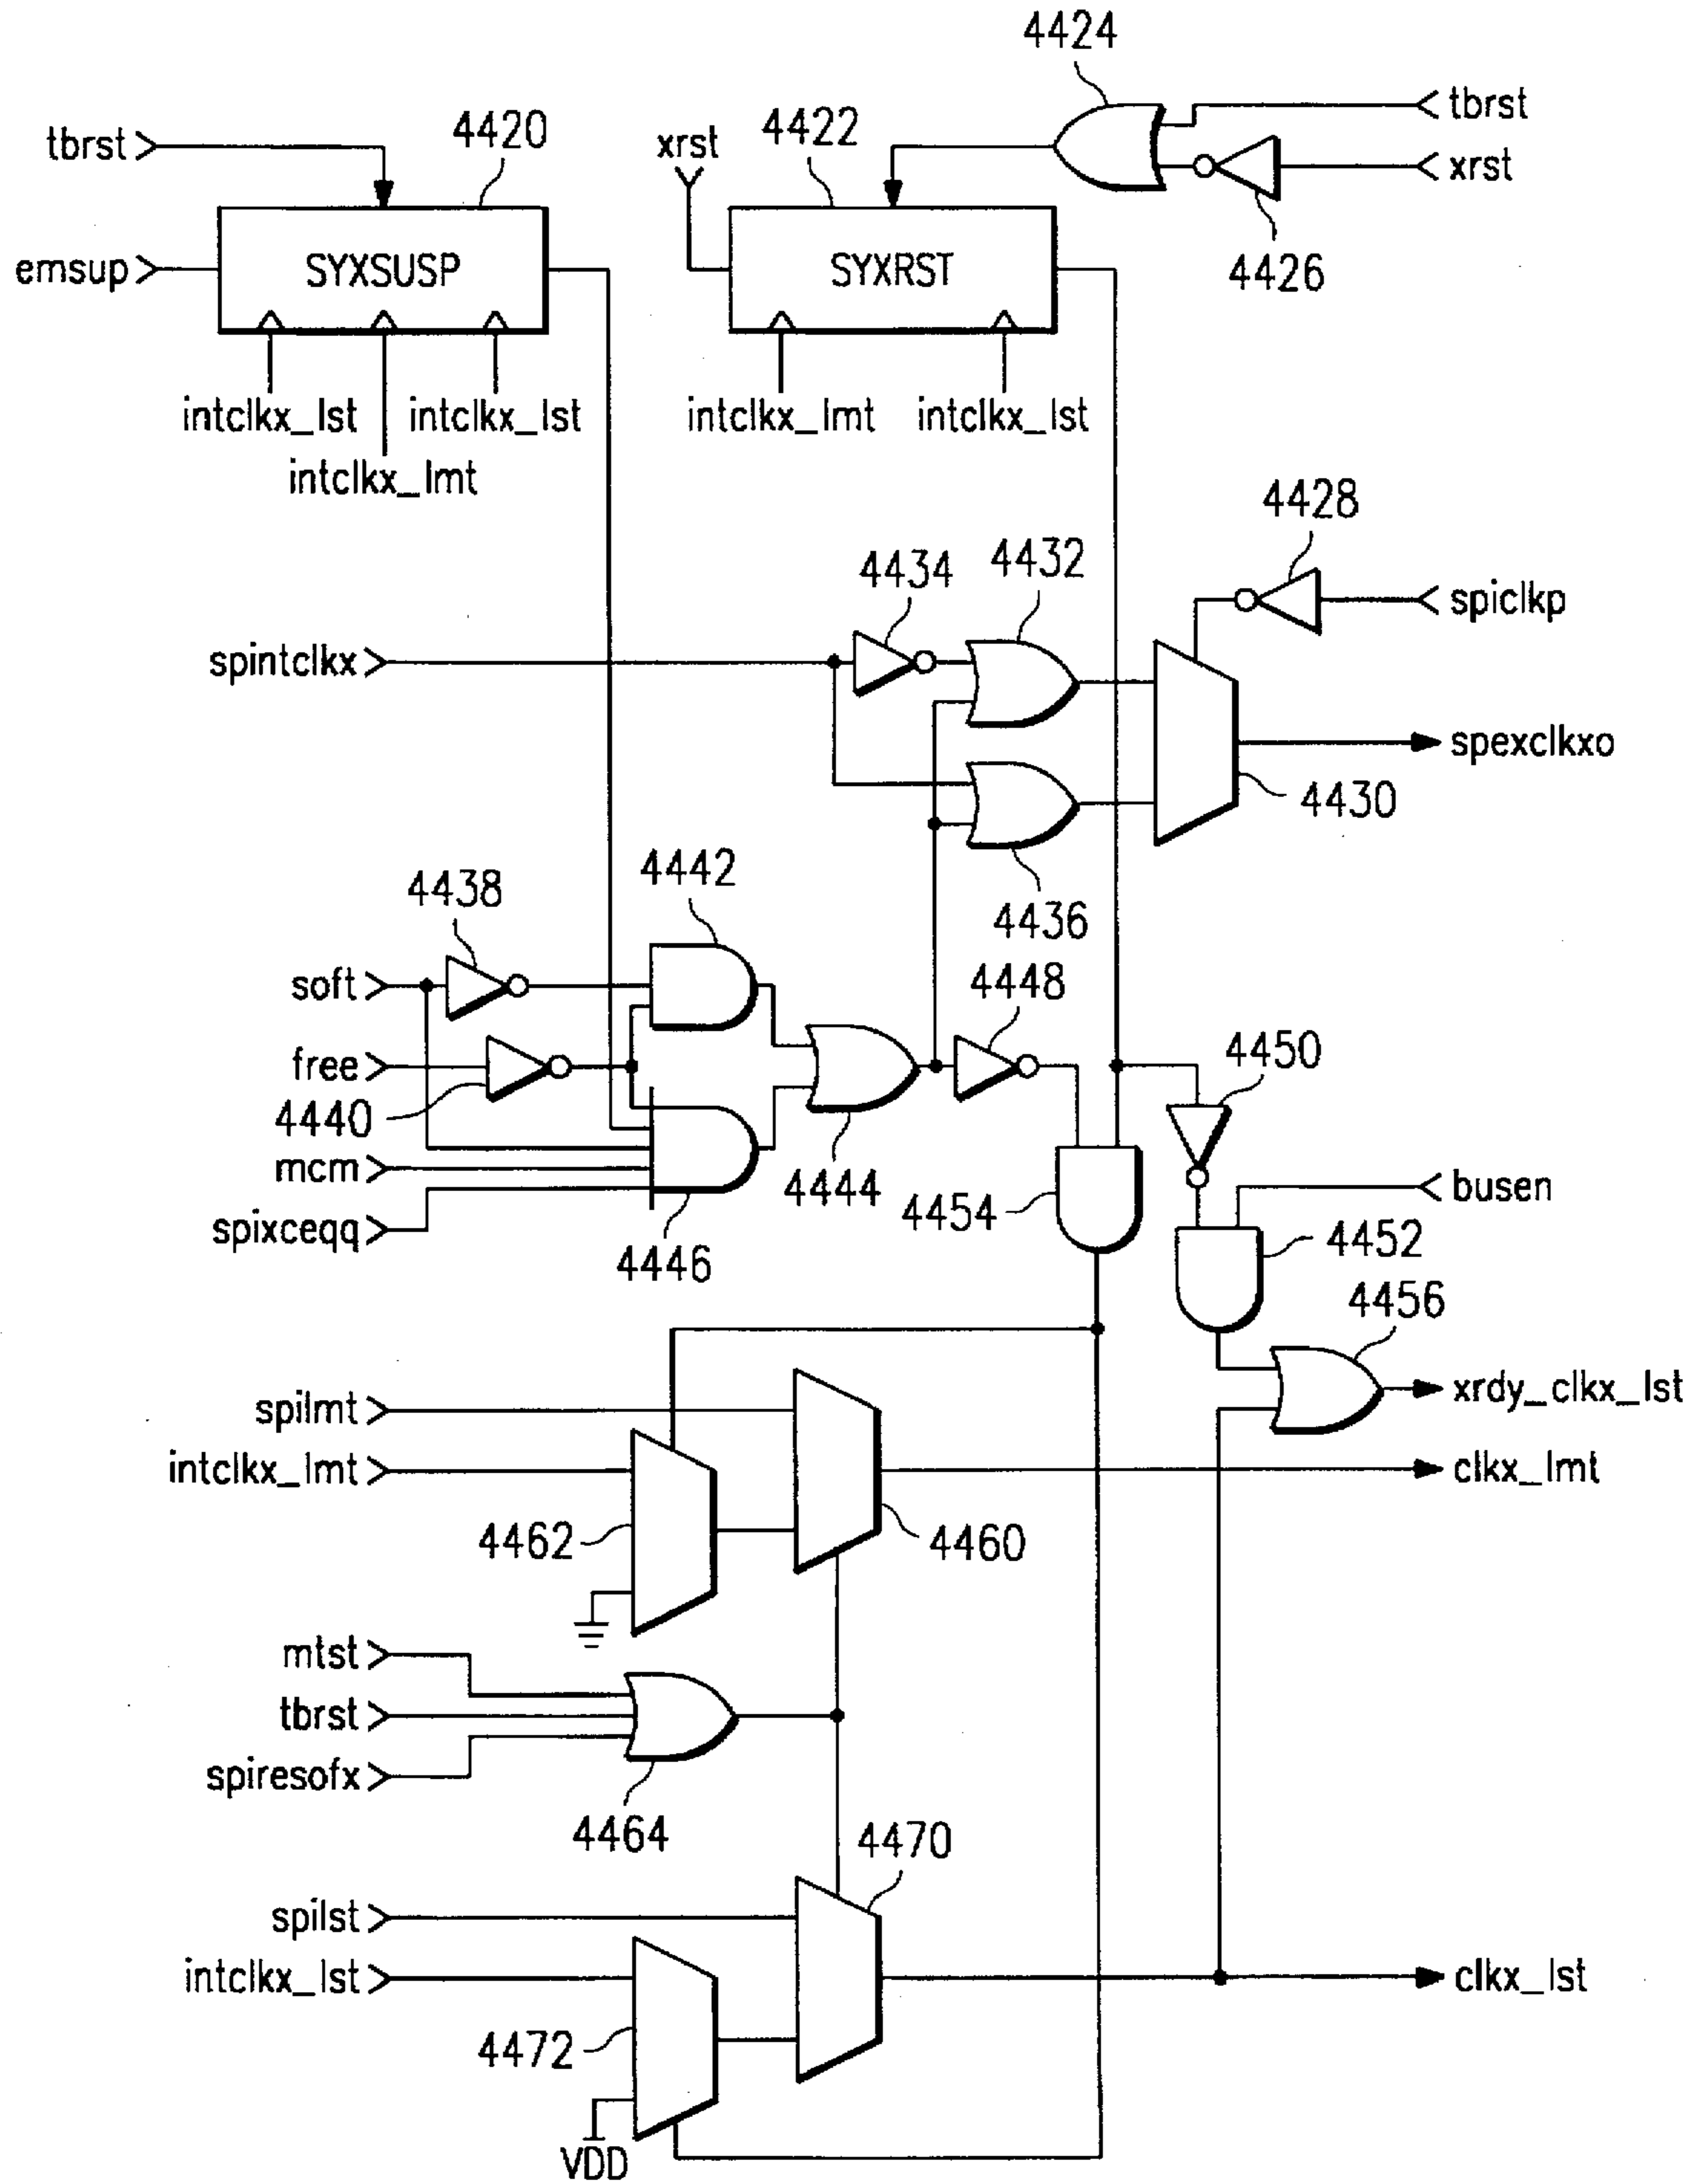 4424
tbrst
4420
xrst
4422
tbrst
xrst
emsup
SYXSUSP
SYXRST
4426
intclkx_lst
intclkx_lst
intclkx_lmt
intclkx_lst
intclkx_lmt
4428
4434
4432
spiclkp
spintclkx
spexclkxo
4430
4442
4438
4436
soft
4448
free
4450
4440
mcm
4444
4454
busen
spixceqq
4446
4452
4456
spilmt
xrdy_clkx_lst
intclkx_lmt
clkx_lmt
4462
4460
mtst
tbrst
spiresofx
4464
4470
spilst
intclkx_lst
clkx_lst
4472
VDD